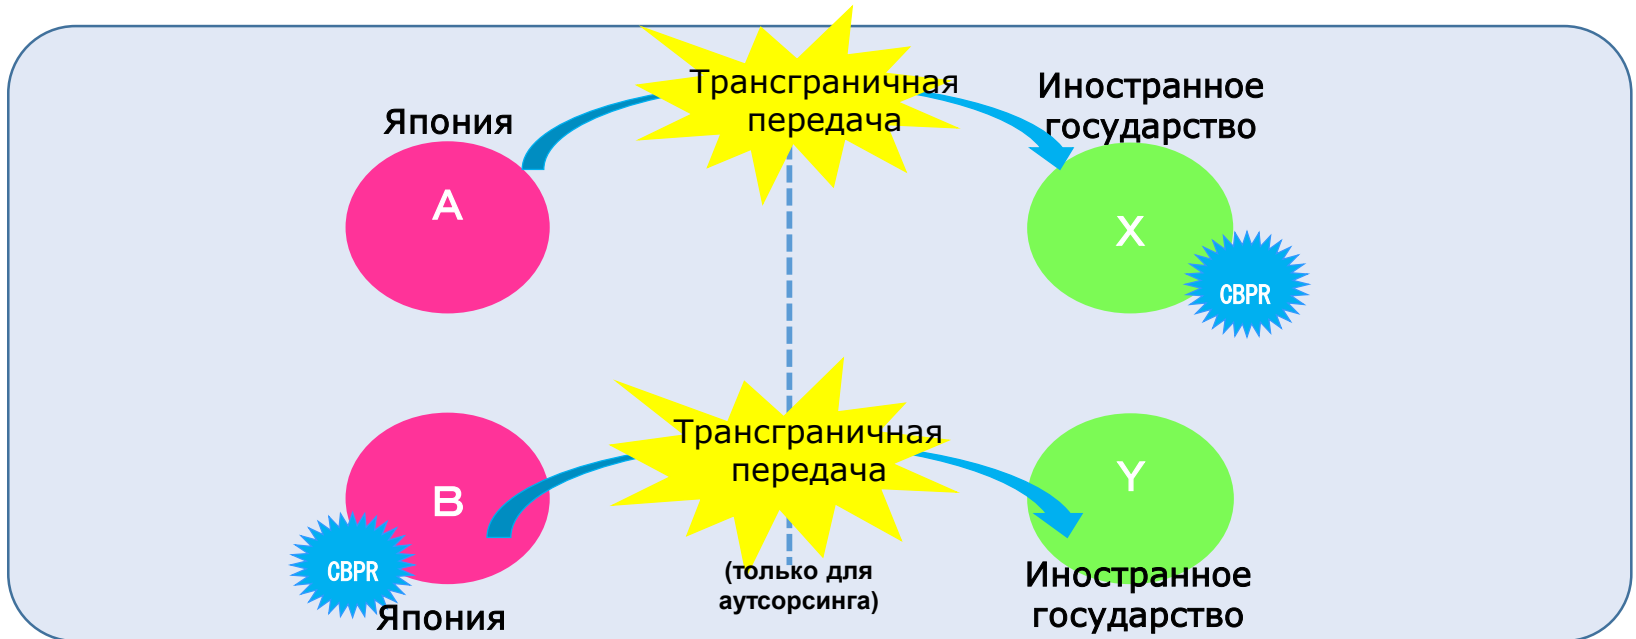 Трансграничная
передача
Япония
Иностранное
государство
A
X
CBPR
Трансграничная
передача
B
Y
CBPR
(только для
аутсорсинга)
Япония
Иностранное
государство